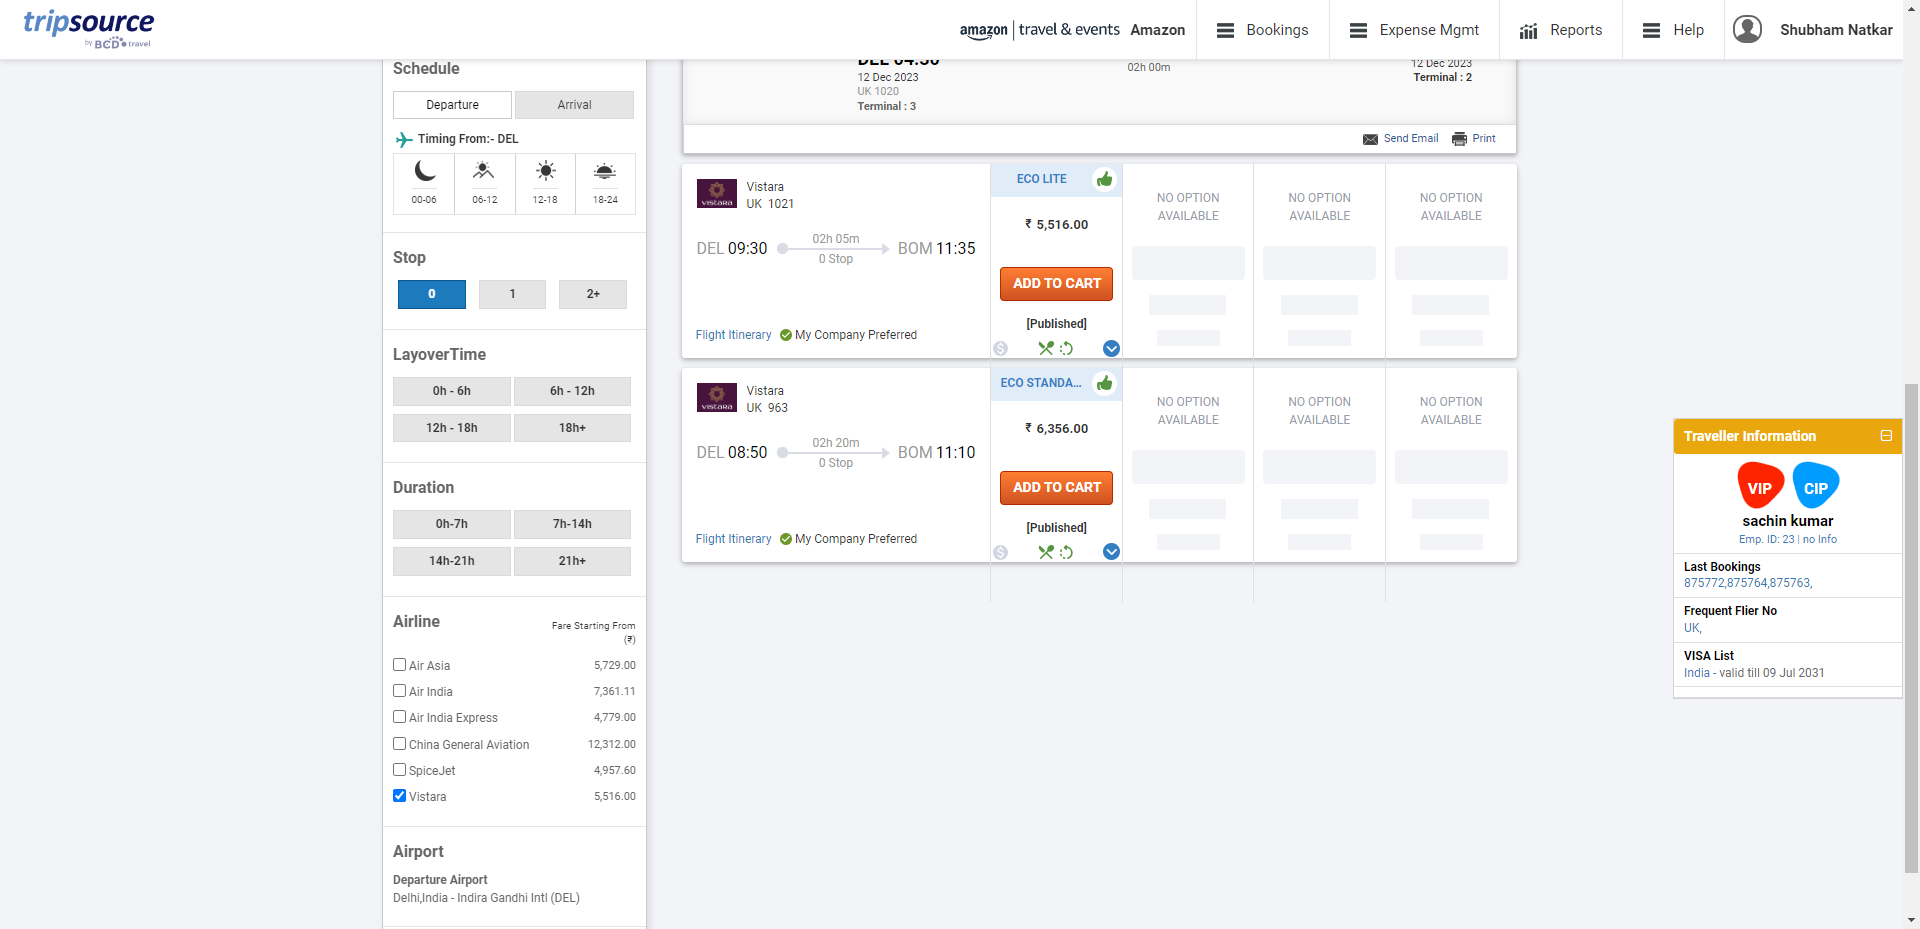 tripsource
by BCD travel
amazon | travel & events Amazon
Bookings
Expense Mgmt
Reports
Help
Shubham Natkar
Schedule
Departure
Arrival
Timing From:- DEL
00-06
06-12
12-18
18-24
Stop
0
1
2+
LayoverTime
0h - 6h
6h - 12h
12h - 18h
18h+
Duration
0h-7h
7h-14h
14h-21h
21h+
Airline
Fare Starting From
(₹)
Air Asia 5,729.00
Air India 7,361.11
Air India Express 4,779.00
China General Aviation 12,312.00
SpiceJet 4,957.60
Vistara 5,516.00
Airport
Departure Airport
Delhi,India - Indira Gandhi Intl (DEL)
DEL 04:30
12 Dec 2023
UK 1020
Terminal : 3
02h 00m
12 Dec 2023
Terminal : 2
Send Email
Print
VISTARA
Vistara
UK 1021
DEL 09:30
02h 05m
0 Stop
BOM 11:35
Flight Itinerary
My Company Preferred
ECO LITE
₹ 5,516.00
ADD TO CART
[Published]
NO OPTION
AVAILABLE
NO OPTION
AVAILABLE
NO OPTION
AVAILABLE
VISTARA
Vistara
UK 963
DEL 08:50
02h 20m
0 Stop
BOM 11:10
Flight Itinerary
My Company Preferred
ECO STANDA...
₹ 6,356.00
ADD TO CART
[Published]
NO OPTION
AVAILABLE
NO OPTION
AVAILABLE
NO OPTION
AVAILABLE
Traveller Information
VIP
CIP
sachin kumar
Emp. ID: 23 | no Info
Last Bookings
875772,875764,875763,
Frequent Flier No
UK,
VISA List
India - valid till 09 Jul 2031